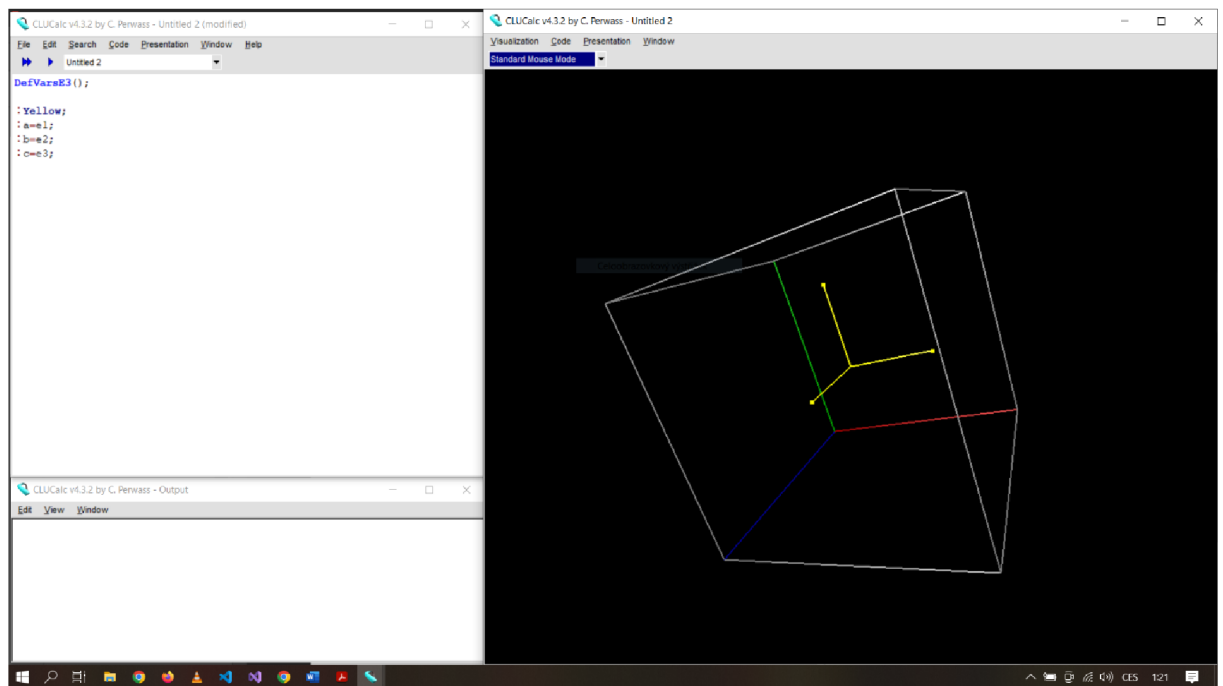 CLUCalc v4.3.2 by C. Perwass - Untitled 2 (modified)
File Edit Search Code Presentation Window Help
Untitled 2
DefVarsE3();
:Yellow;
:a=e1;
:b=e2;
:c=e3;
CLUCalc v4.3.2 by C. Perwass - Output
Edit View Window
CLUCalc v4.3.2 by C. Perwass - Untitled 2
Visualization Code Presentation Window
Standard Mouse Mode
CES 1:21